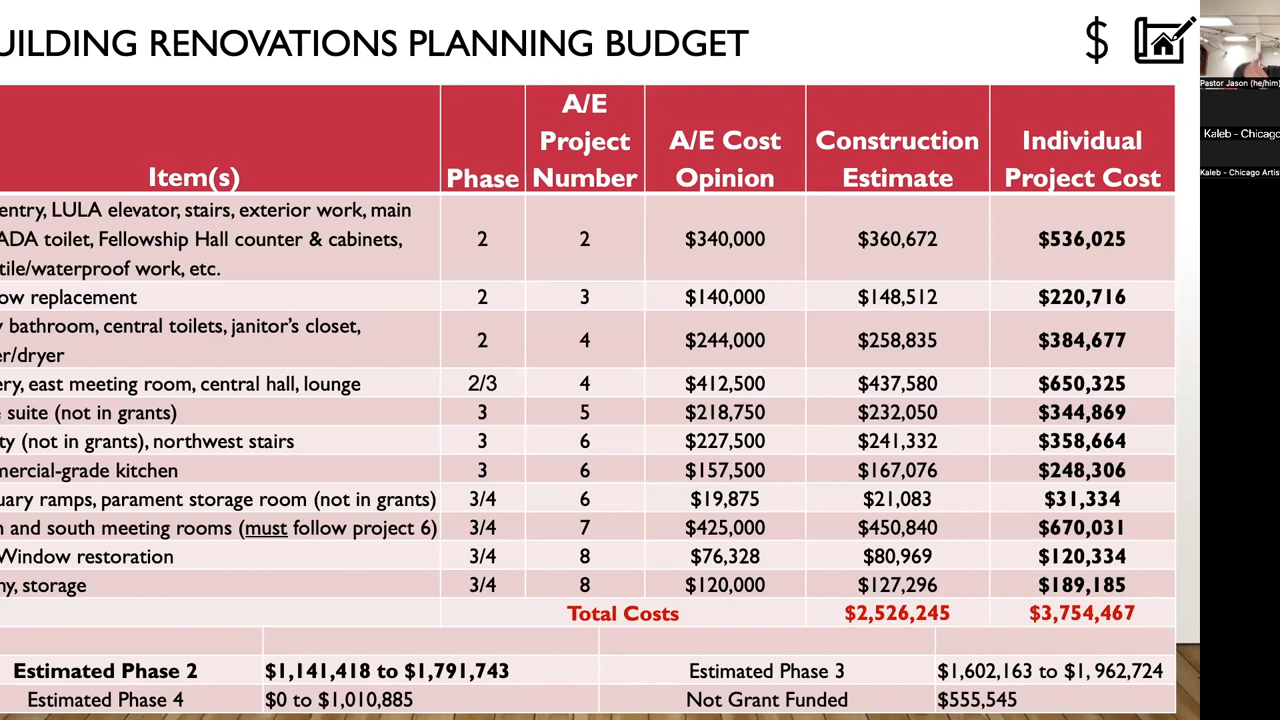 UILDING RENOVATIONS PLANNING BUDGET $
Item(s) Phase A/E Project Number A/E Cost Opinion Construction Estimate Individual Project Cost
entry, LULA elevator, stairs, exterior work, main
ADA toilet, Fellowship Hall counter & cabinets, 2 2 $340,000 $360,672 $536,025
tile/waterproof work, etc.
ow replacement 2 3 $140,000 $148,512 $220,716
y bathroom, central toilets, janitor's closet,
er/dryer 2 4 $244,000 $258,835 $384,677
ery, east meeting room, central hall, lounge 2/3 4 $412,500 $437,580 $650,325
e suite (not in grants) 3 5 $218,750 $232,050 $344,869
ty (not in grants), northwest stairs 3 6 $227,500 $241,332 $358,664
mercial-grade kitchen 3 6 $157,500 $167,076 $248,306
uary ramps, parament storage room (not in grants) 3/4 6 $19,875 $21,083 $31,334
n and south meeting rooms (must follow project 6) 3/4 7 $425,000 $450,840 $670,031
Window restoration 3/4 8 $76,328 $80,969 $120,334
ny, storage 3/4 8 $120,000 $127,296 $189,185
Total Costs $2,526,245 $3,754,467
Estimated Phase 2 $1,141,418 to $1,791,743 Estimated Phase 3 $1,602,163 to $1, 962,724
Estimated Phase 4 $0 to $1,010,885 Not Grant Funded $555,545
Pastor Jason (he/him)
Kaleb - Chicago
Kaleb - Chicago Artis